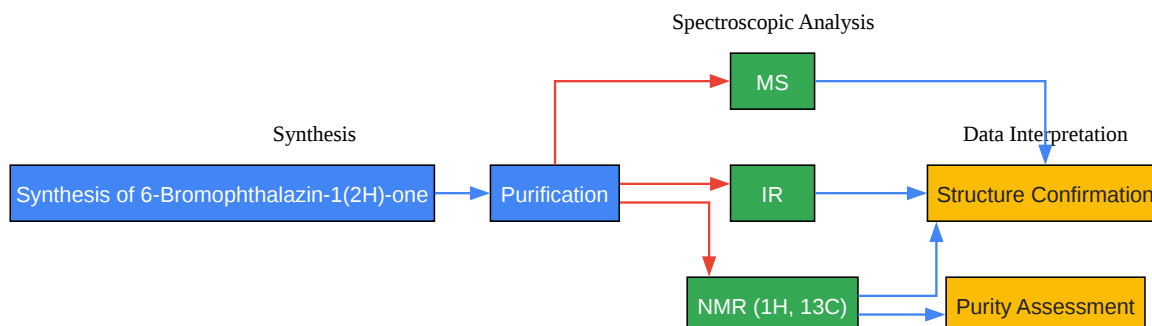 Spectroscopic Analysis
MS
Synthesis
Data Interpretation
Synthesis of 6-Bromophthalazin-1(2H)-one
Purification
IR
Structure Confirmation
NMR (1H, 13C)
Purity Assessment